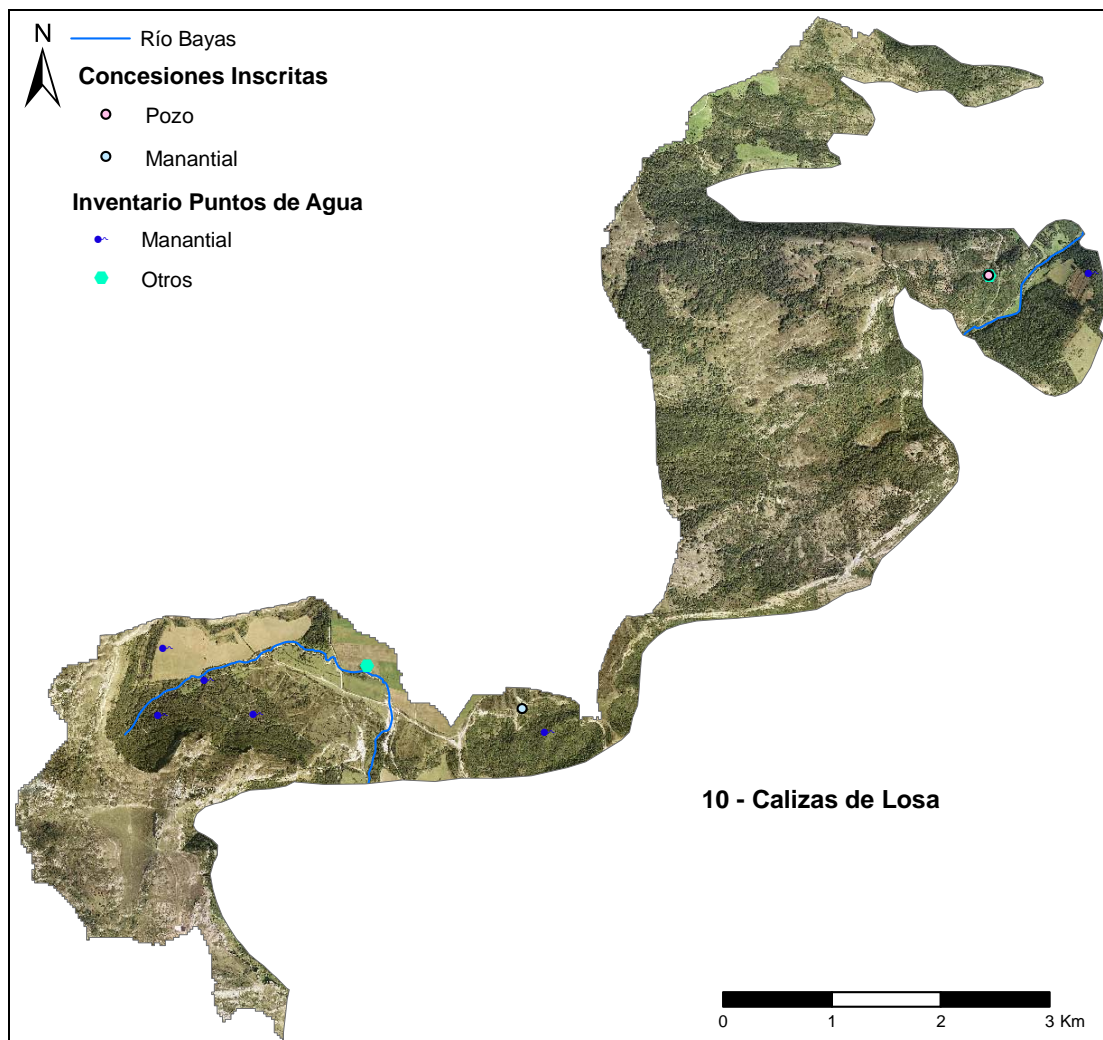 N
Río Bayas
Concesiones Inscritas
Pozo
Manantial
Inventario Puntos de Agua
Manantial
Otros
10 - Calizas de Losa
0 1 2 3 Km